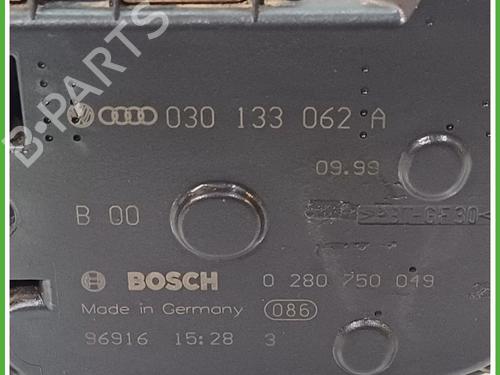 B-PARTS
030 133 062 A
09.99
B 00
>PBT-GF30<
BOSCH 0 280 750 049
Made in Germany 086
96916 15:28 3